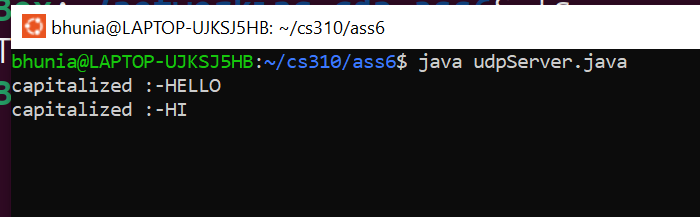 bhunia@LAPTOP-UJKSJ5HB: ~/cs310/ass6
bhunia@LAPTOP-UJKSJ5HB:~/cs310/ass6$ java udpServer.java
capitalized :-HELLO
capitalized :-HI